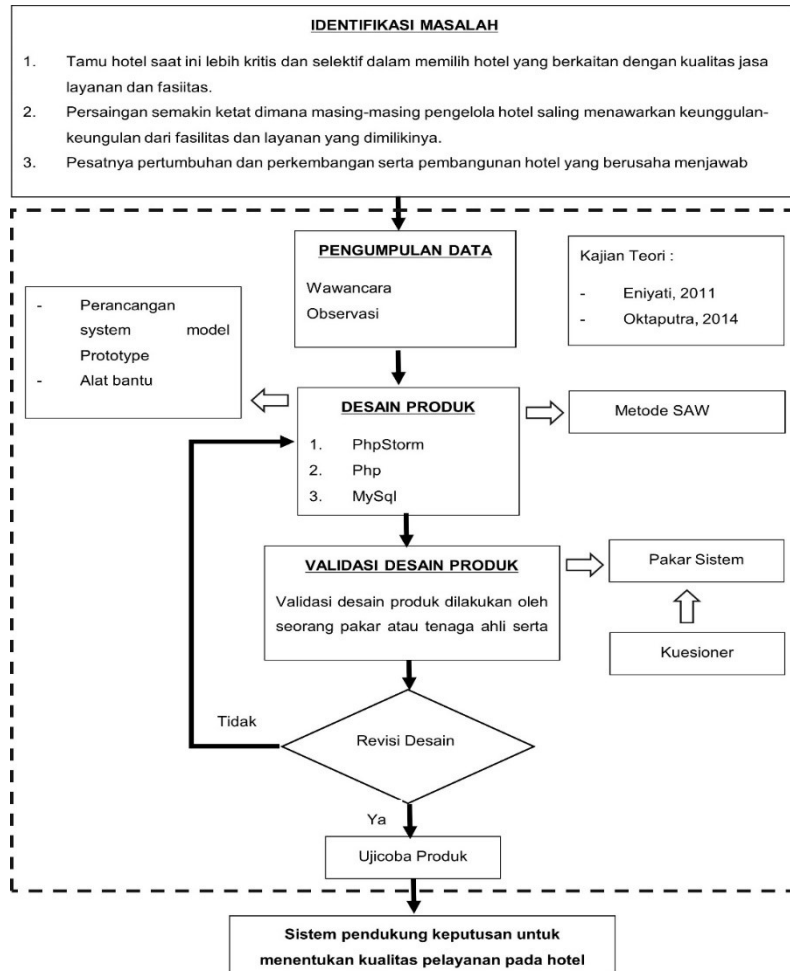 IDENTIFIKASI MASALAH
1. Tamu hotel saat ini lebih kritis dan selektif dalam memilih hotel yang berkaitan dengan kualitas jasa
layanan dan fasiitas.
2. Persaingan semakin ketat dimana masing-masing pengelola hotel saling menawarkan keunggulan-
keungulan dari fasilitas dan layanan yang dimilikinya.
3. Pesatnya pertumbuhan dan perkembangan serta pembangunan hotel yang berusaha menjawab
PENGUMPULAN DATA
Wawancara
Observasi
Kajian Teori :
- Eniyati, 2011
- Oktaputra, 2014
- Perancangan
system model
Prototype
- Alat bantu
DESAIN PRODUK
1. PhpStorm
2. Php
3. MySql
Metode SAW
VALIDASI DESAIN PRODUK
Validasi desain produk dilakukan oleh
seorang pakar atau tenaga ahli serta
Pakar Sistem
Kuesioner
Tidak
Revisi Desain
Ya
Ujicoba Produk
Sistem pendukung keputusan untuk
menentukan kualitas pelayanan pada hotel